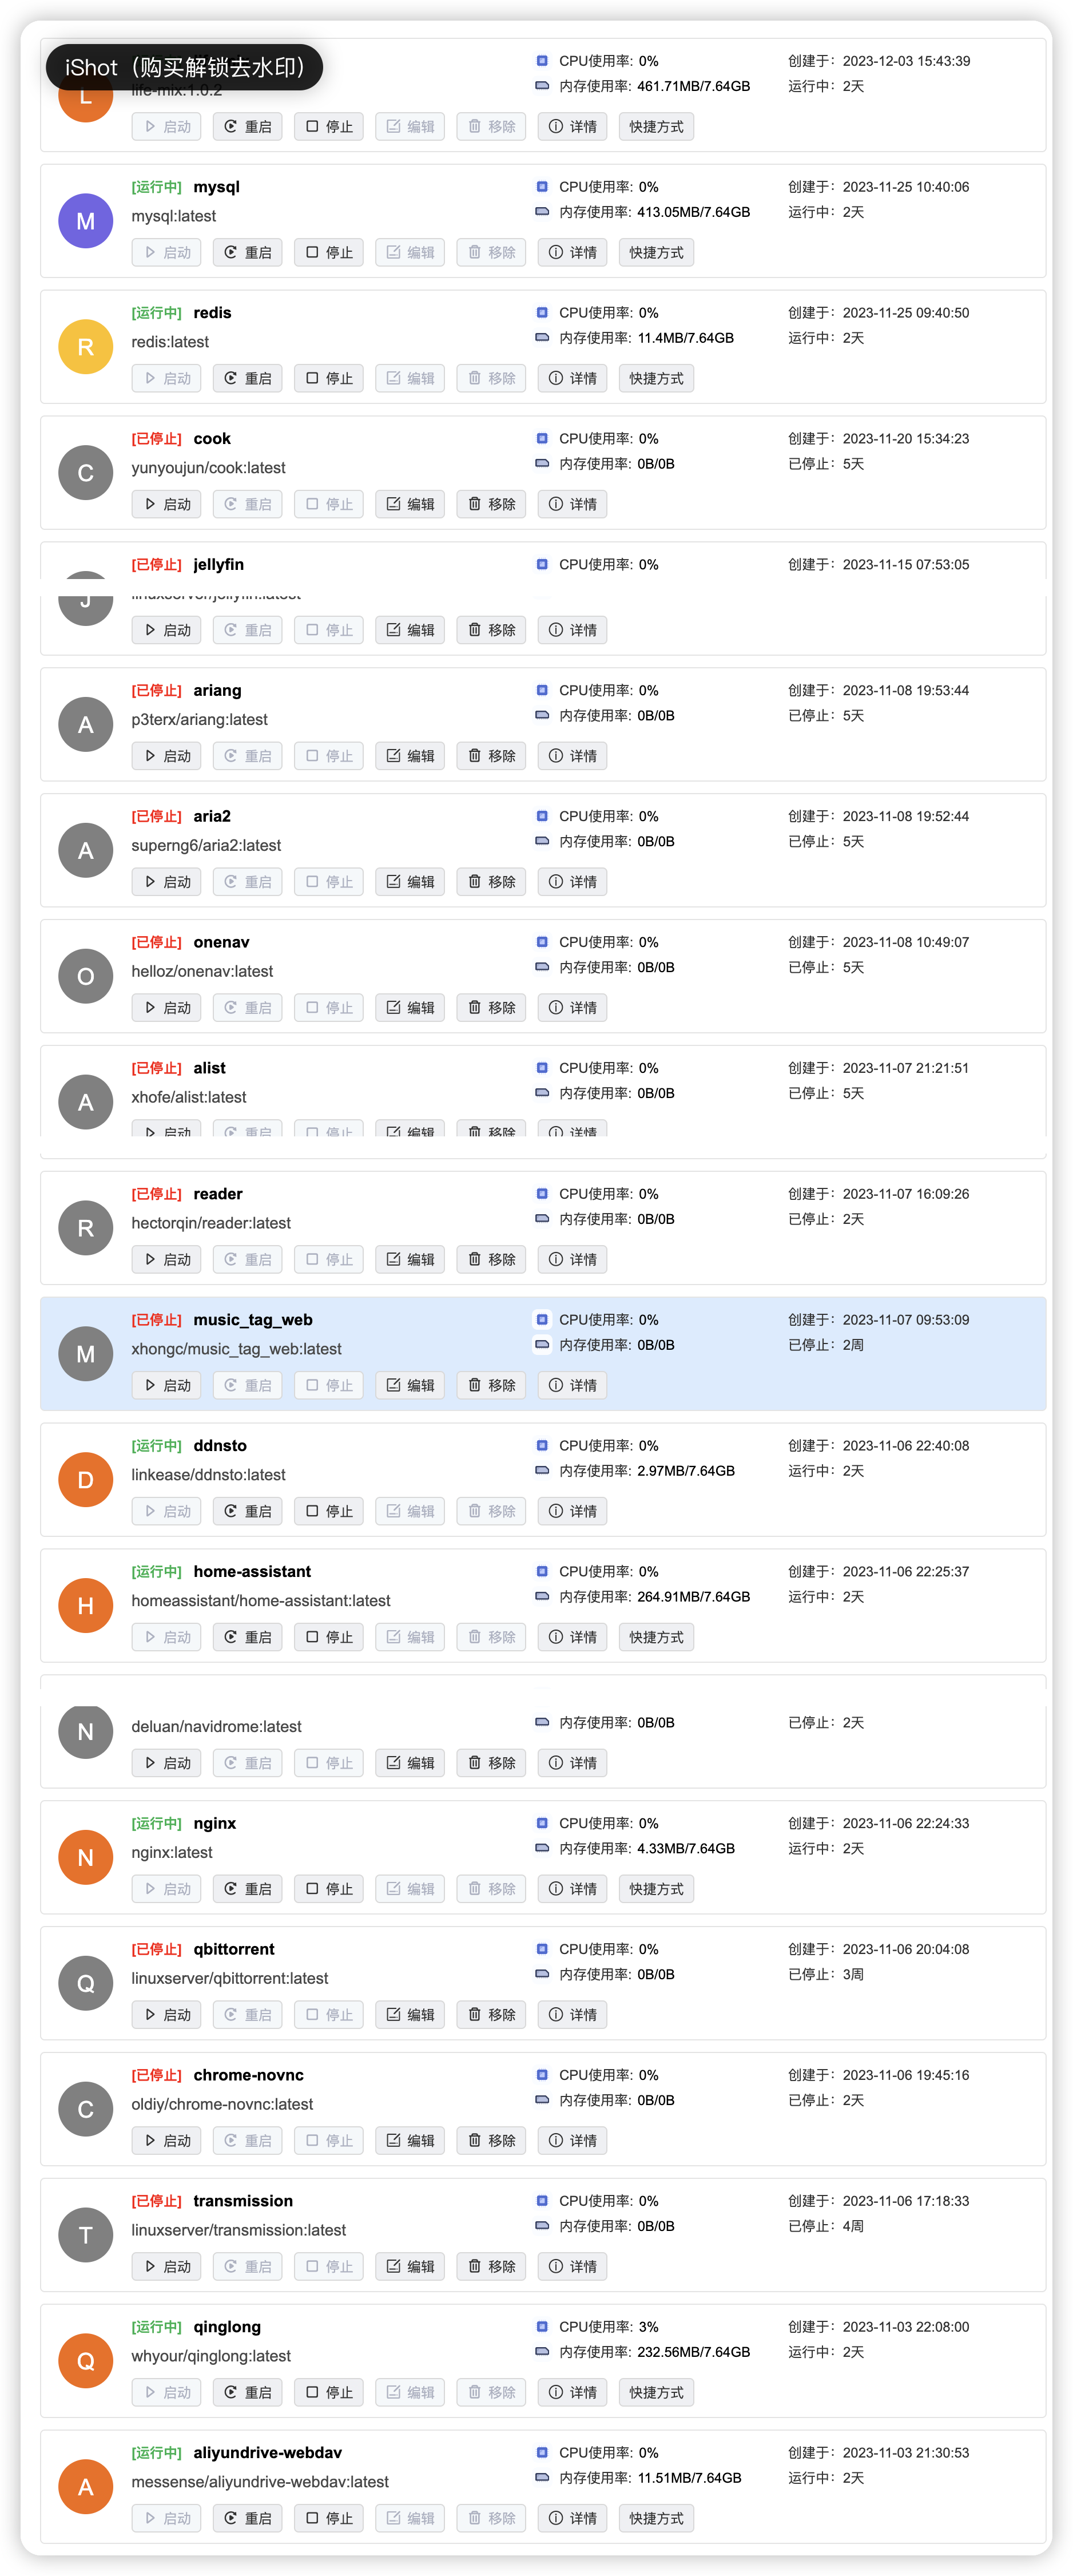 iShot（购买解锁去水印）
L
life-mix:1.0.2
CPU使用率: 0%
内存使用率: 461.71MB/7.64GB
创建于: 2023-12-03 15:43:39
运行中: 2天
启动 重启 停止 编辑 移除 详情 快捷方式
M
[运行中] mysql
mysql:latest
CPU使用率: 0%
内存使用率: 413.05MB/7.64GB
创建于: 2023-11-25 10:40:06
运行中: 2天
启动 重启 停止 编辑 移除 详情 快捷方式
R
[运行中] redis
redis:latest
CPU使用率: 0%
内存使用率: 11.4MB/7.64GB
创建于: 2023-11-25 09:40:50
运行中: 2天
启动 重启 停止 编辑 移除 详情 快捷方式
C
[已停止] cook
yunyoujun/cook:latest
CPU使用率: 0%
内存使用率: 0B/0B
创建于: 2023-11-20 15:34:23
已停止: 5天
启动 重启 停止 编辑 移除 详情
J
[已停止] jellyfin
linuxserver/jellyfin:latest
CPU使用率: 0%
创建于: 2023-11-15 07:53:05
启动 重启 停止 编辑 移除 详情
A
[已停止] ariang
p3terx/ariang:latest
CPU使用率: 0%
内存使用率: 0B/0B
创建于: 2023-11-08 19:53:44
已停止: 5天
启动 重启 停止 编辑 移除 详情
A
[已停止] aria2
superng6/aria2:latest
CPU使用率: 0%
内存使用率: 0B/0B
创建于: 2023-11-08 19:52:44
已停止: 5天
启动 重启 停止 编辑 移除 详情
O
[已停止] onenav
helloz/onenav:latest
CPU使用率: 0%
内存使用率: 0B/0B
创建于: 2023-11-08 10:49:07
已停止: 5天
启动 重启 停止 编辑 移除 详情
A
[已停止] alist
xhofe/alist:latest
CPU使用率: 0%
内存使用率: 0B/0B
创建于: 2023-11-07 21:21:51
已停止: 5天
启动 重启 停止 编辑 移除 详情
R
[已停止] reader
hectorqin/reader:latest
CPU使用率: 0%
内存使用率: 0B/0B
创建于: 2023-11-07 16:09:26
已停止: 2天
启动 重启 停止 编辑 移除 详情
M
[已停止] music_tag_web
xhongc/music_tag_web:latest
CPU使用率: 0%
内存使用率: 0B/0B
创建于: 2023-11-07 09:53:09
已停止: 2周
启动 重启 停止 编辑 移除 详情
D
[运行中] ddnsto
linkease/ddnsto:latest
CPU使用率: 0%
内存使用率: 2.97MB/7.64GB
创建于: 2023-11-06 22:40:08
运行中: 2天
启动 重启 停止 编辑 移除 详情
H
[运行中] home-assistant
homeassistant/home-assistant:latest
CPU使用率: 0%
内存使用率: 264.91MB/7.64GB
创建于: 2023-11-06 22:25:37
运行中: 2天
启动 重启 停止 编辑 移除 详情 快捷方式
N
deluan/navidrome:latest
内存使用率: 0B/0B
已停止: 2天
启动 重启 停止 编辑 移除 详情
N
[运行中] nginx
nginx:latest
CPU使用率: 0%
内存使用率: 4.33MB/7.64GB
创建于: 2023-11-06 22:24:33
运行中: 2天
启动 重启 停止 编辑 移除 详情 快捷方式
Q
[已停止] qbittorrent
linuxserver/qbittorrent:latest
CPU使用率: 0%
内存使用率: 0B/0B
创建于: 2023-11-06 20:04:08
已停止: 3周
启动 重启 停止 编辑 移除 详情
C
[已停止] chrome-novnc
oldiy/chrome-novnc:latest
CPU使用率: 0%
内存使用率: 0B/0B
创建于: 2023-11-06 19:45:16
已停止: 2天
启动 重启 停止 编辑 移除 详情
T
[已停止] transmission
linuxserver/transmission:latest
CPU使用率: 0%
内存使用率: 0B/0B
创建于: 2023-11-06 17:18:33
已停止: 4周
启动 重启 停止 编辑 移除 详情
Q
[运行中] qinglong
whyour/qinglong:latest
CPU使用率: 3%
内存使用率: 232.56MB/7.64GB
创建于: 2023-11-03 22:08:00
运行中: 2天
启动 重启 停止 编辑 移除 详情 快捷方式
A
[运行中] aliyundrive-webdav
messense/aliyundrive-webdav:latest
CPU使用率: 0%
内存使用率: 11.51MB/7.64GB
创建于: 2023-11-03 21:30:53
运行中: 2天
启动 重启 停止 编辑 移除 详情 快捷方式